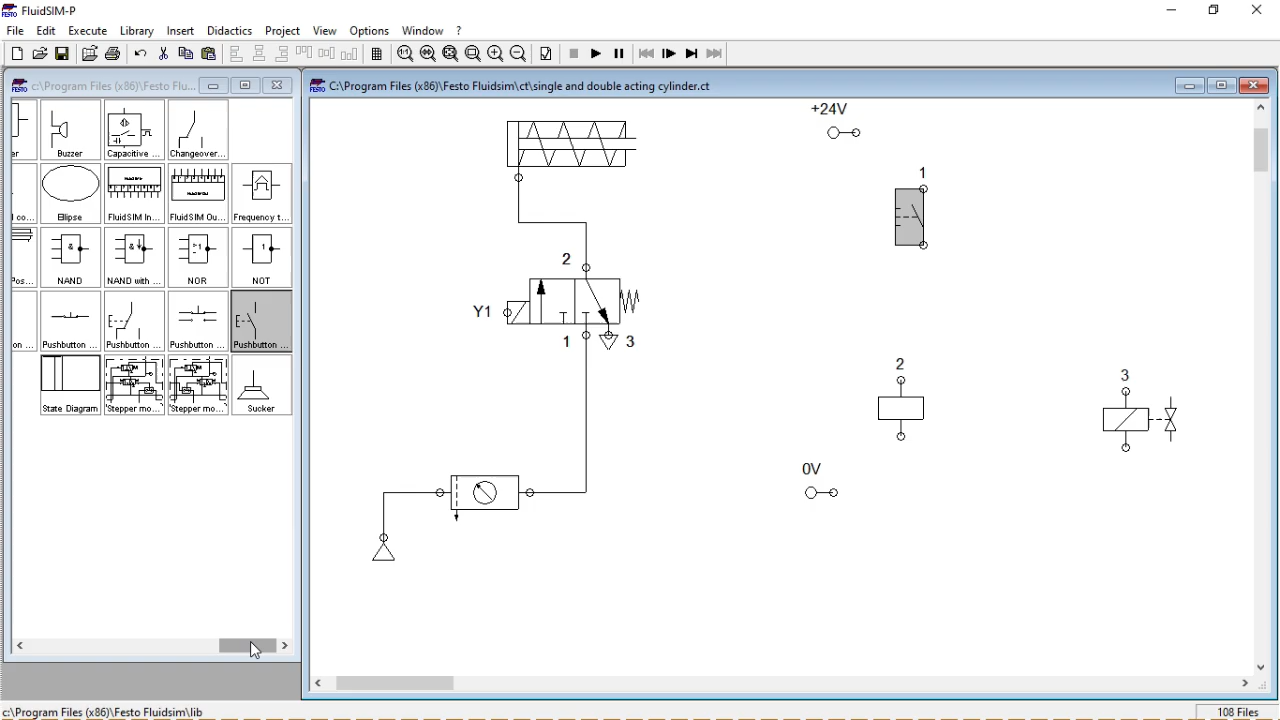 FluidSIM-P
File Edit Execute Library Insert Didactics Project View Options Window ?
c:\Program Files (x86)\Festo Flu...
C:\Program Files (x86)\Festo Fluidsim\ct\single and double acting cylinder.ct
Buzzer Capacitive ... Changeover...
Ellipse FluidSIM In... FluidSIM Ou... Frequency t...
& & >1 1
NAND NAND with ... NOR NOT
Pushbutton ... Pushbutton ... Pushbutton ... Pushbutton ...
State Diagram Stepper mo... Stepper mo... Sucker
+24V
1
2
Y1
1 3
2
3
0V
c:\Program Files (x86)\Festo Fluidsim\lib
108 Files